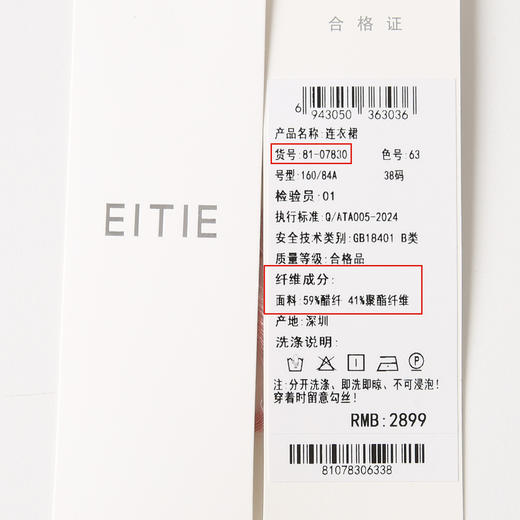 EITIE
合格证
6 943050 363036
产品名称:连衣裙
货号:81-07830 色号:63
号型:160/84A 38码
检验员:01
执行标准:Q/ATA005-2024
安全技术类别:GB18401 B类
质量等级:合格品
纤维成分:
面料:59%醋纤 41%聚酯纤维
产地:深圳
洗涤说明:
P
注:分开洗涤、即洗即晾、不可浸泡!
穿着时留意勾丝!
RMB:2899
81078306338